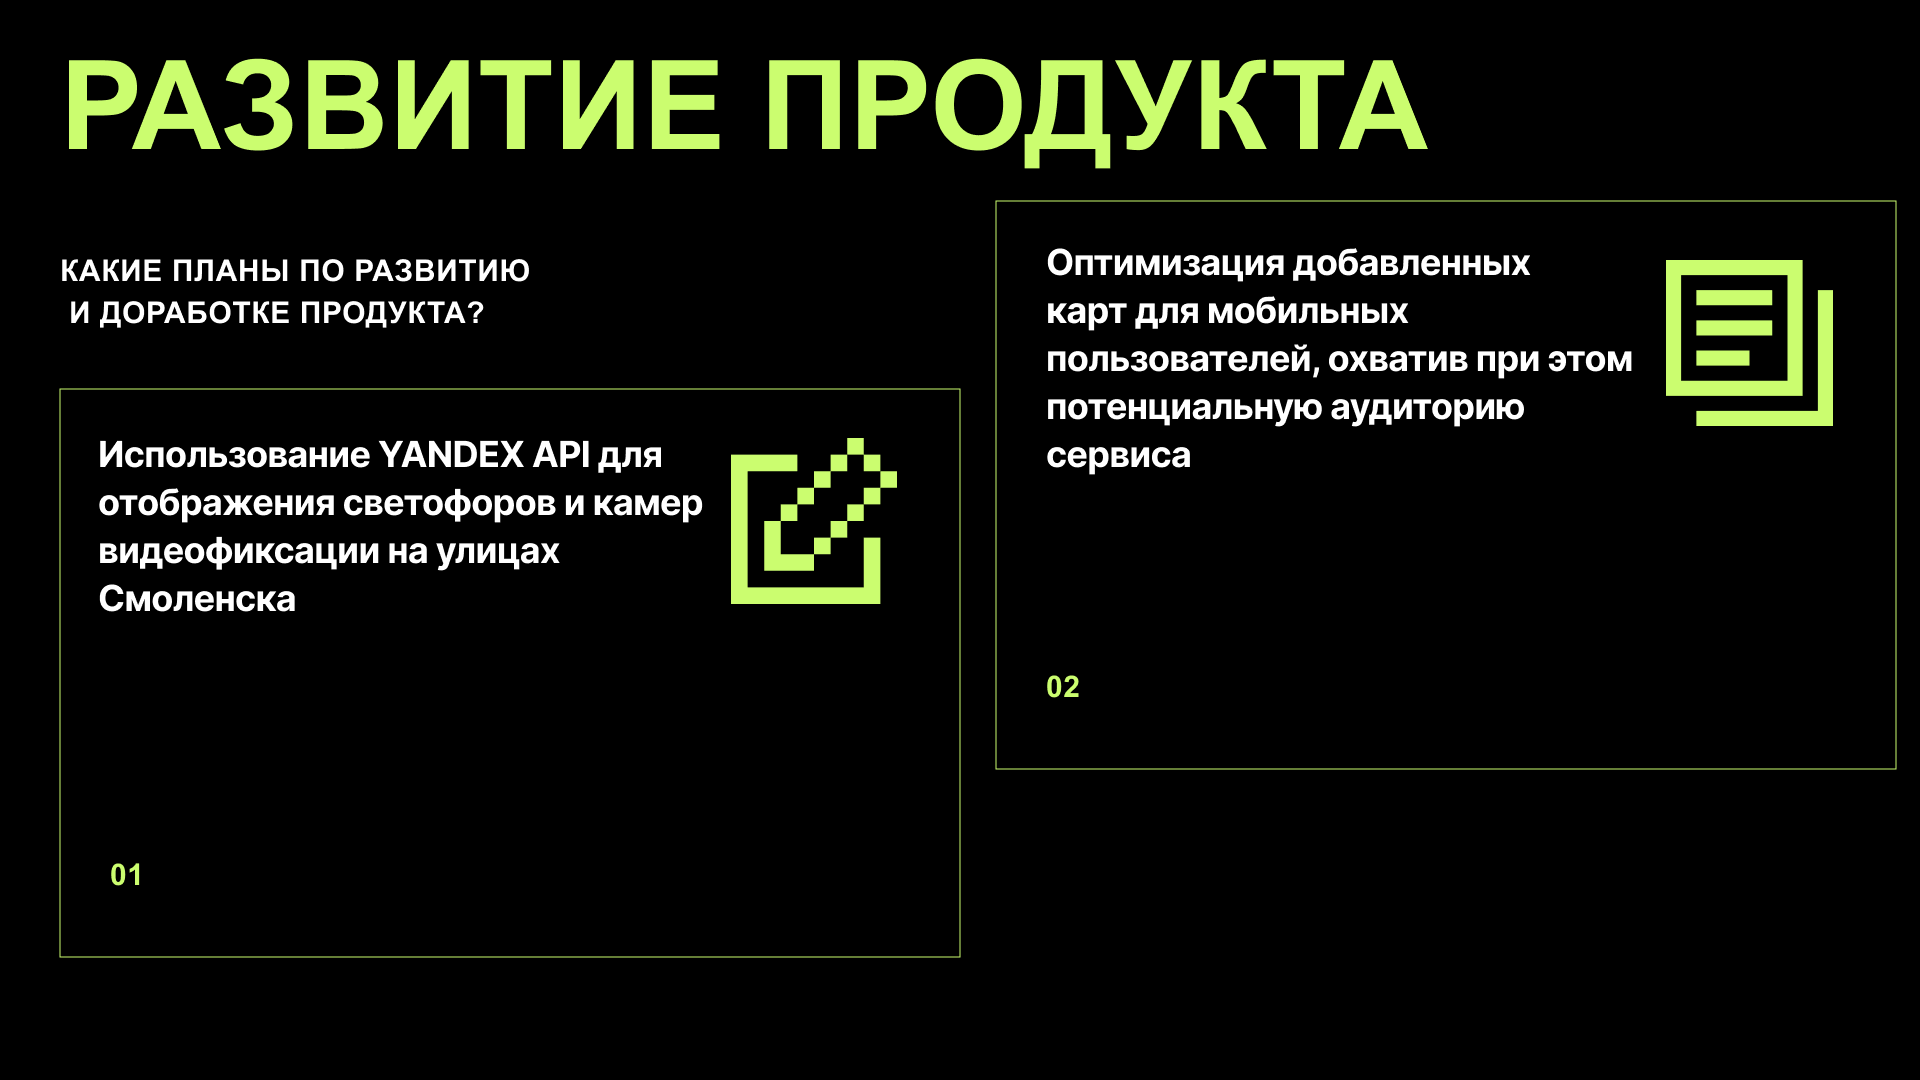 РАЗВИТИЕ ПРОДУКТА
КАКИЕ ПЛАНЫ ПО РАЗВИТИЮ
И ДОРАБОТКЕ ПРОДУКТА?
Использование YANDEX API для
отображения светофоров и камер
видеофиксации на улицах
Смоленска
01
Оптимизация добавленных
карт для мобильных
пользователей, охватив при этом
потенциальную аудиторию
сервиса
02